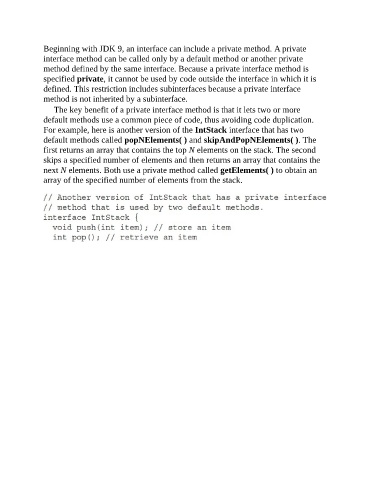 Beginning with JDK 9, an interface can include a private method. A private
interface method can be called only by a default method or another private
method defined by the same interface. Because a private interface method is
specified private, it cannot be used by code outside the interface in which it is
defined. This restriction includes subinterfaces because a private interface
method is not inherited by a subinterface.
The key benefit of a private interface method is that it lets two or more
default methods use a common piece of code, thus avoiding code duplication.
For example, here is another version of the IntStack interface that has two
default methods called popNElements( ) and skipAndPopNElements( ). The
first returns an array that contains the top N elements on the stack. The second
skips a specified number of elements and then returns an array that contains the
next N elements. Both use a private method called getElements( ) to obtain an
array of the specified number of elements from the stack.
// Another version of IntStack that has a private interface
// method that is used by two default methods.
interface IntStack {
void push(int item); // store an item
int pop(); // retrieve an item